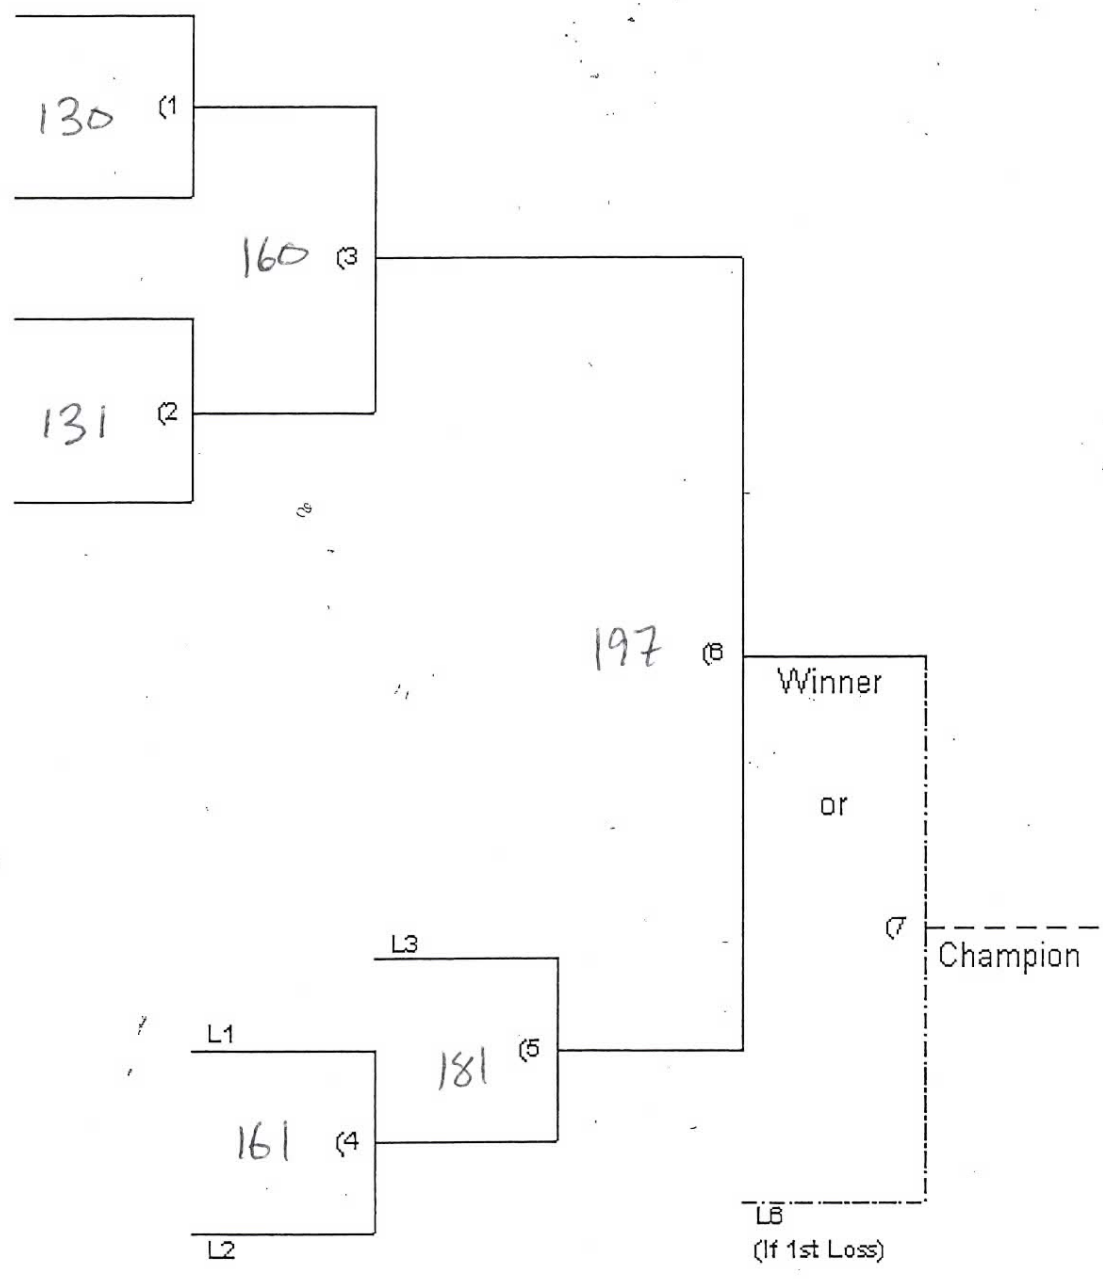 130 (1
160 (3
131 (2
197 (6
Winner
or
(7
Champion
L3
L1
181 (5
161 (4
L2
L6
(If 1st Loss)